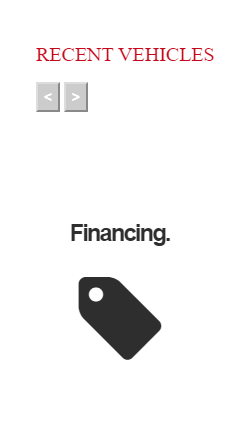 RECENT VEHICLES
< >
Financing.